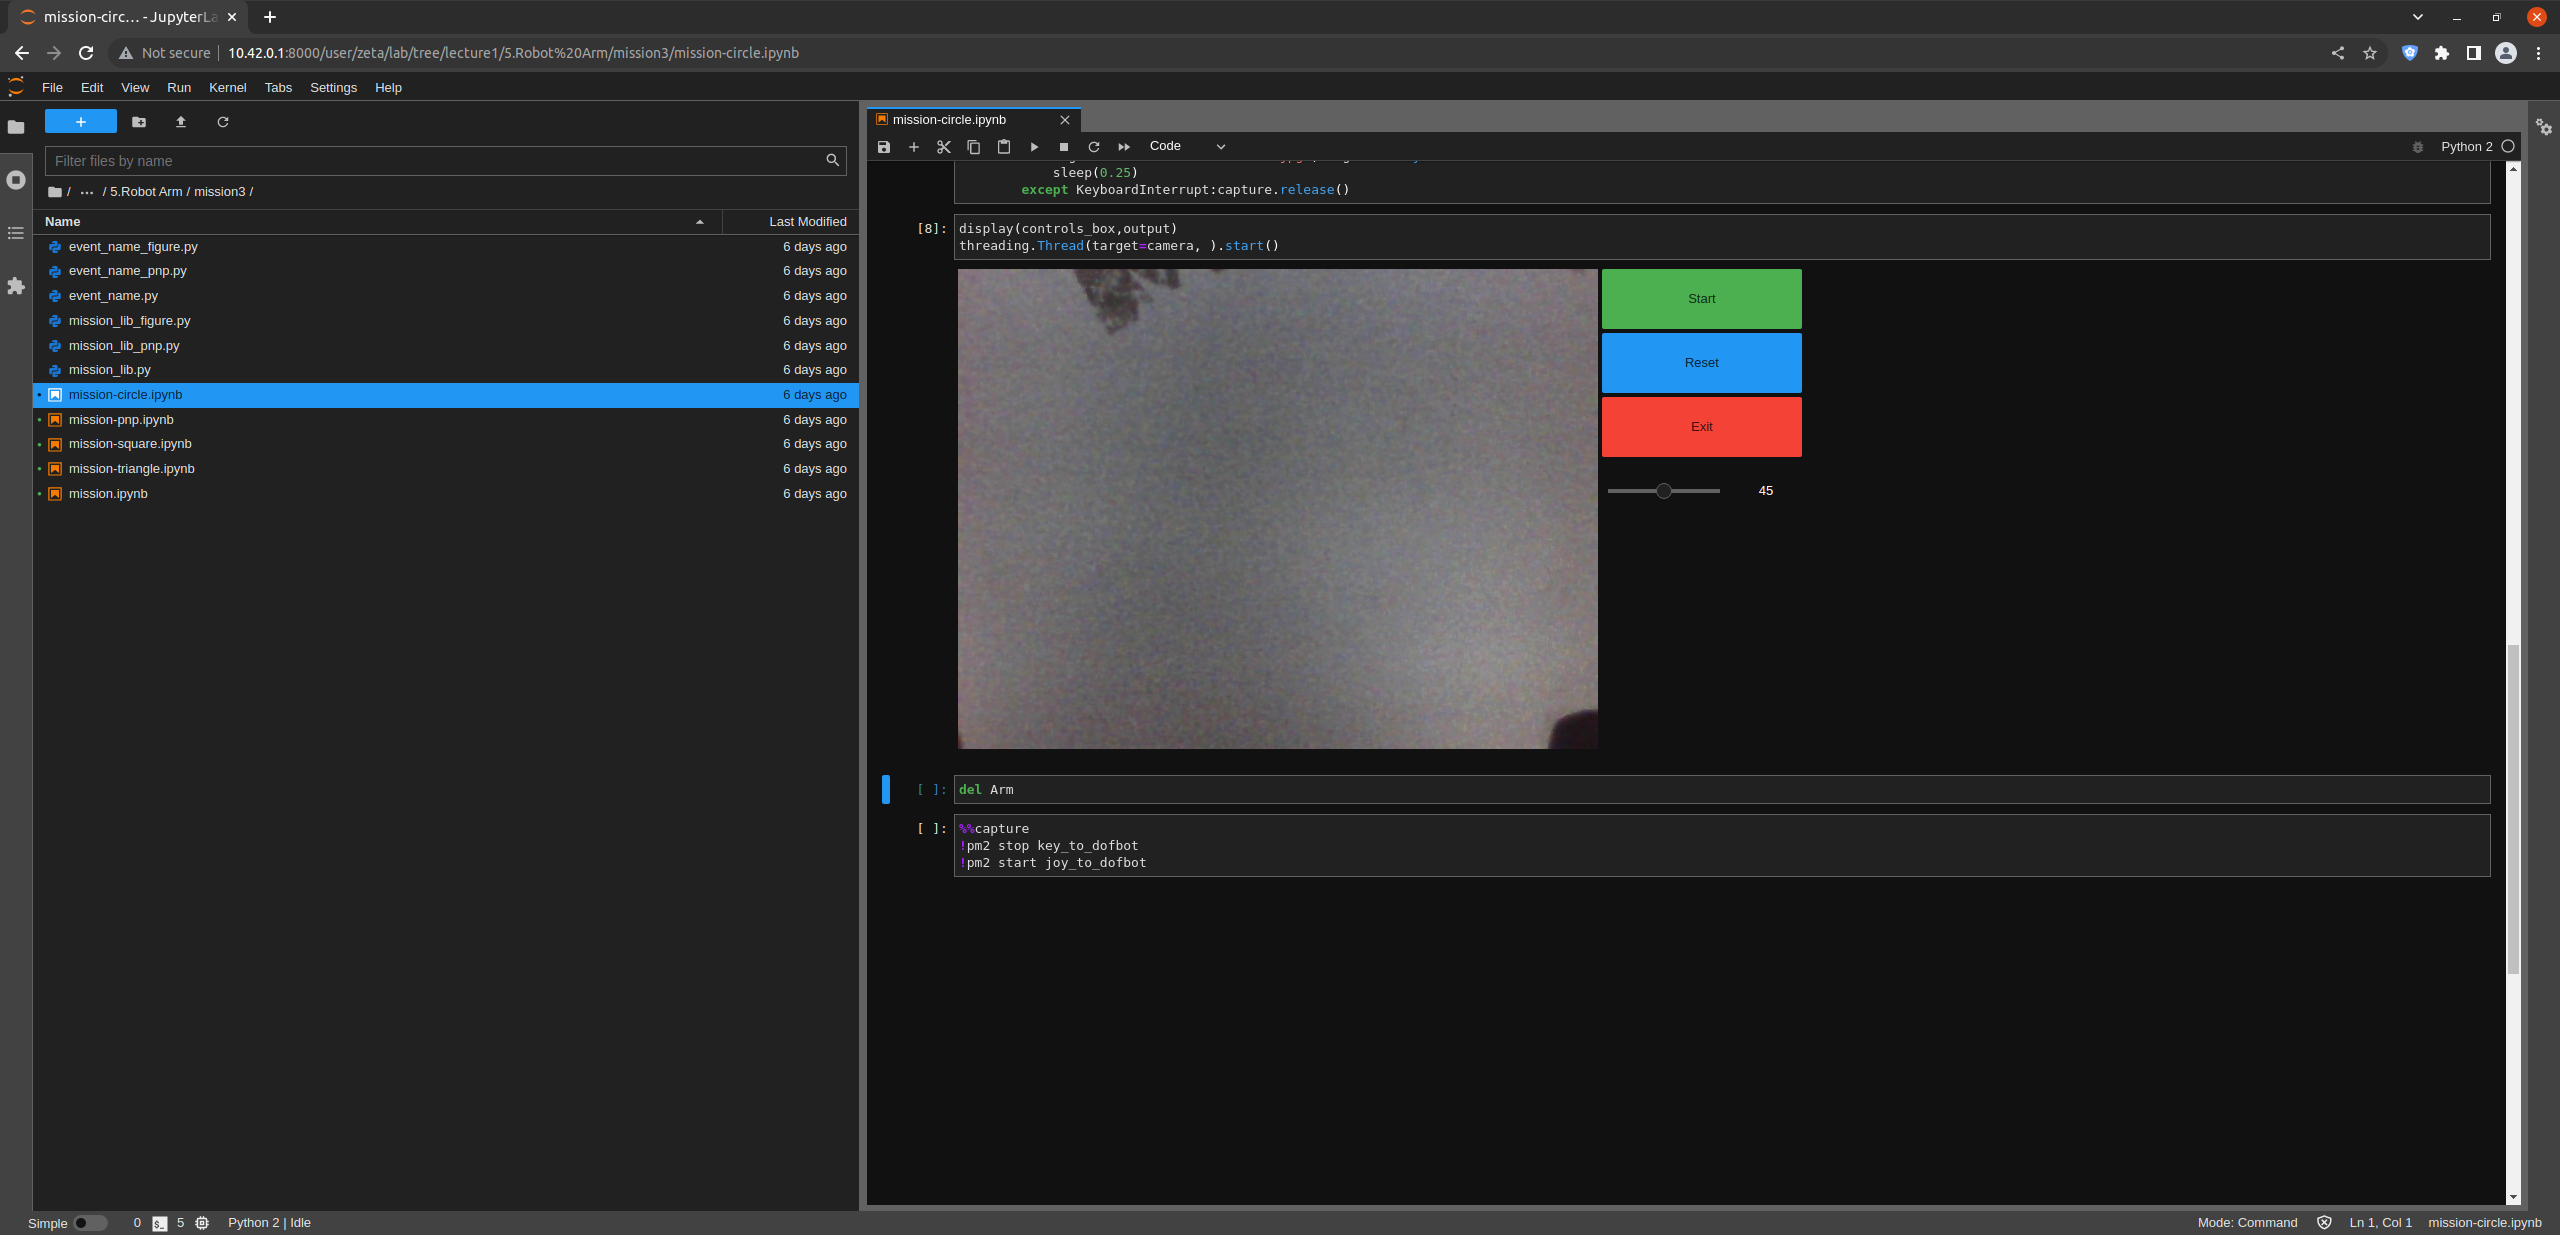 mission-circ… - JupyterLa
Not secure
10.42.0.1:8000/user/zeta/lab/tree/lecture1/5.Robot%20Arm/mission3/mission-circle.ipynb
File Edit View Run Kernel Tabs Settings Help
Filter files by name
/ ··· / 5.Robot Arm / mission3 /
Name Last Modified
event_name_figure.py 6 days ago
event_name_pnp.py 6 days ago
event_name.py 6 days ago
mission_lib_figure.py 6 days ago
mission_lib_pnp.py 6 days ago
mission_lib.py 6 days ago
mission-circle.ipynb 6 days ago
mission-pnp.ipynb 6 days ago
mission-square.ipynb 6 days ago
mission-triangle.ipynb 6 days ago
mission.ipynb 6 days ago
mission-circle.ipynb
Code
Python 2
sleep(0.25)
except KeyboardInterrupt:capture.release()
[8]: display(controls_box,output)
threading.Thread(target=camera, ).start()
Start
Reset
Exit
45
[ ]: del Arm
[ ]: %%capture
!pm2 stop key_to_dofbot
!pm2 start joy_to_dofbot
Simple 0 $_ 5 Python 2 | Idle
Mode: Command Ln 1, Col 1 mission-circle.ipynb